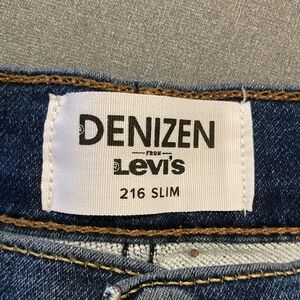 DENIZEN
FROM
Levi's
216 SLIM